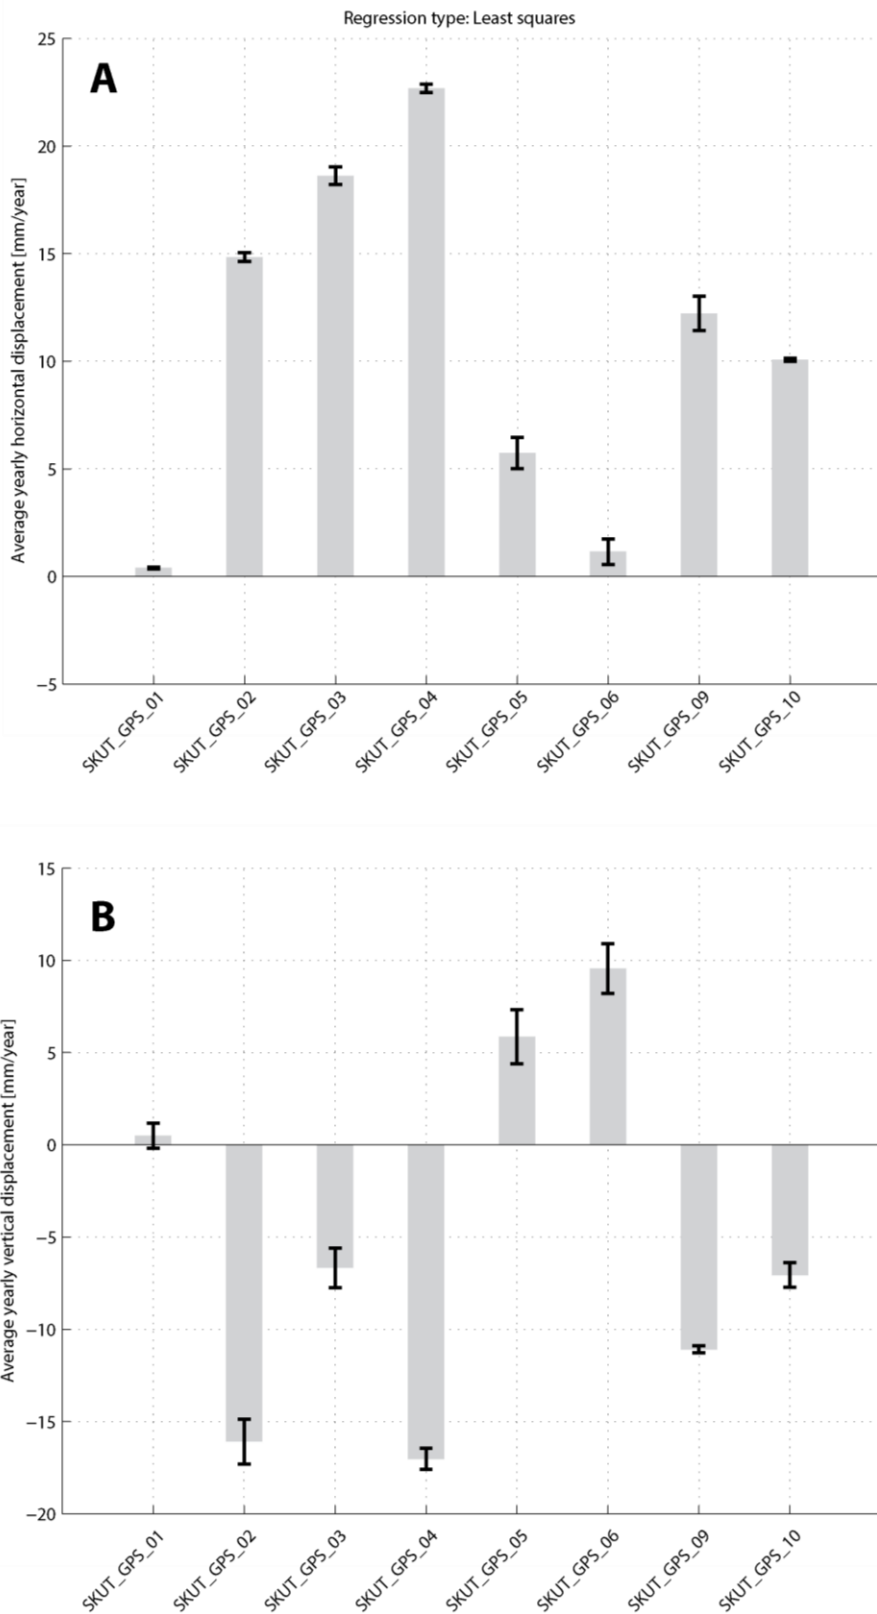 Regression type: Least squares
A
Average yearly horizontal displacement [mm/year]
25
20
15
10
5
0
−5
SKUT_GPS_01
SKUT_GPS_02
SKUT_GPS_03
SKUT_GPS_04
SKUT_GPS_05
SKUT_GPS_06
SKUT_GPS_09
SKUT_GPS_10
B
Average yearly vertical displacement [mm/year]
15
10
5
0
−5
−10
−15
−20
SKUT_GPS_01
SKUT_GPS_02
SKUT_GPS_03
SKUT_GPS_04
SKUT_GPS_05
SKUT_GPS_06
SKUT_GPS_09
SKUT_GPS_10